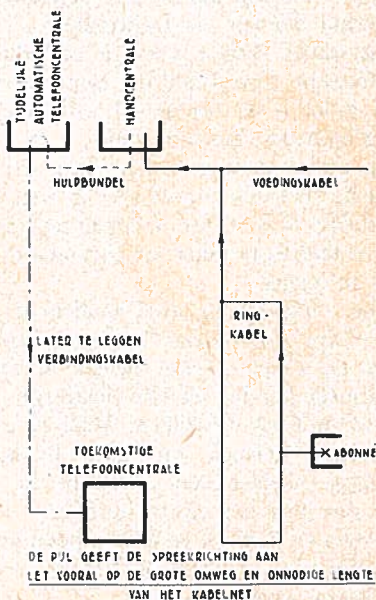 TIJDELIJKE
AUTOMATISCHE
TELEFOONCENTRALE
HANDCENTRALE
HULPBUNDEL
VOEDINGSKABEL
RING-
KABEL
LATER TE LEGGEN
VERBINDINGSKABEL
ABONNE
TOEKOMSTIGE
TELEFOONCENTRALE
DE PIJL GEEFT DE SPREEKRICHTING AAN
LET VOORAL OP DE GROTE OMWEG EN ONNODIGE LENGTE
VAN HET KABELNET